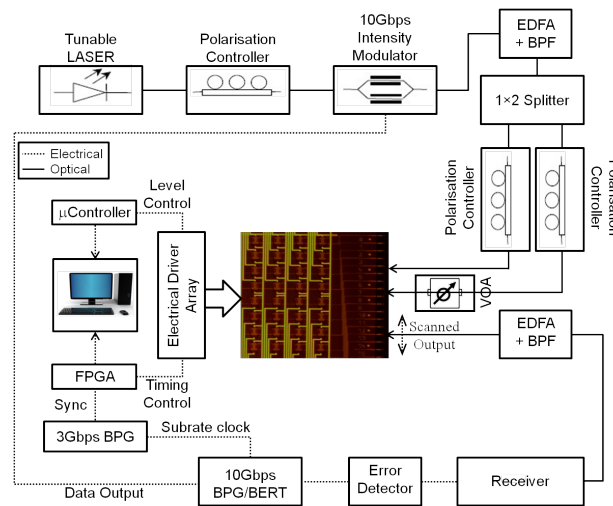 Tunable
LASER
Polarisation
Controller
10Gbps
Intensity
Modulator
EDFA
+ BPF
1×2 Splitter
Electrical
Optical
Polarisation
Controller
Polarisation
Controller
Level
Control
μController
Electrical Driver
Array
VOA
Scanned
Output
EDFA
+ BPF
FPGA
Timing
Control
Sync
3Gbps BPG
Subrate clock
10Gbps
BPG/BERT
Error
Detector
Receiver
Data Output